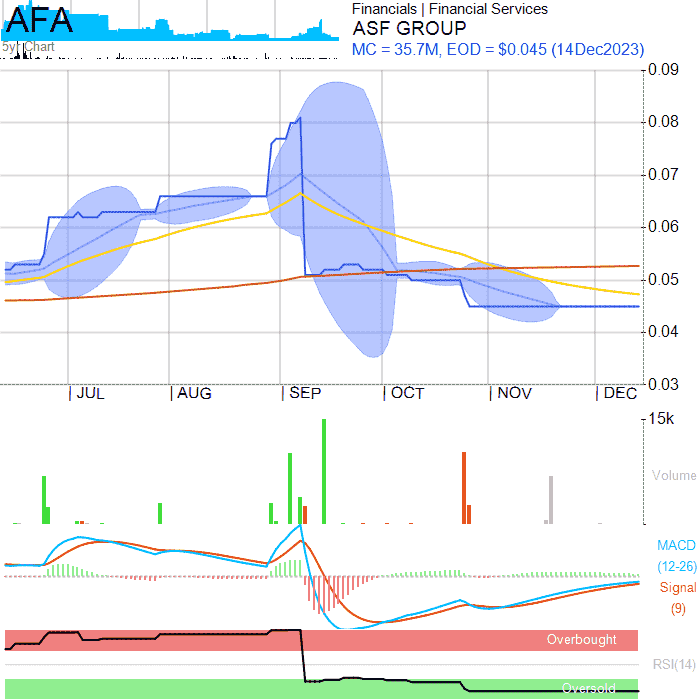 AFA
5yr Chart
Financials | Financial Services
ASF GROUP
MC = 35.7M, EOD = $0.045 (14Dec2023)
0.09
0.08
0.07
0.06
0.05
0.04
0.03
JUL AUG SEP OCT NOV DEC
15k
Volume
MACD
(12-26)
Signal
(9)
Overbought
RSI(14)
Oversold